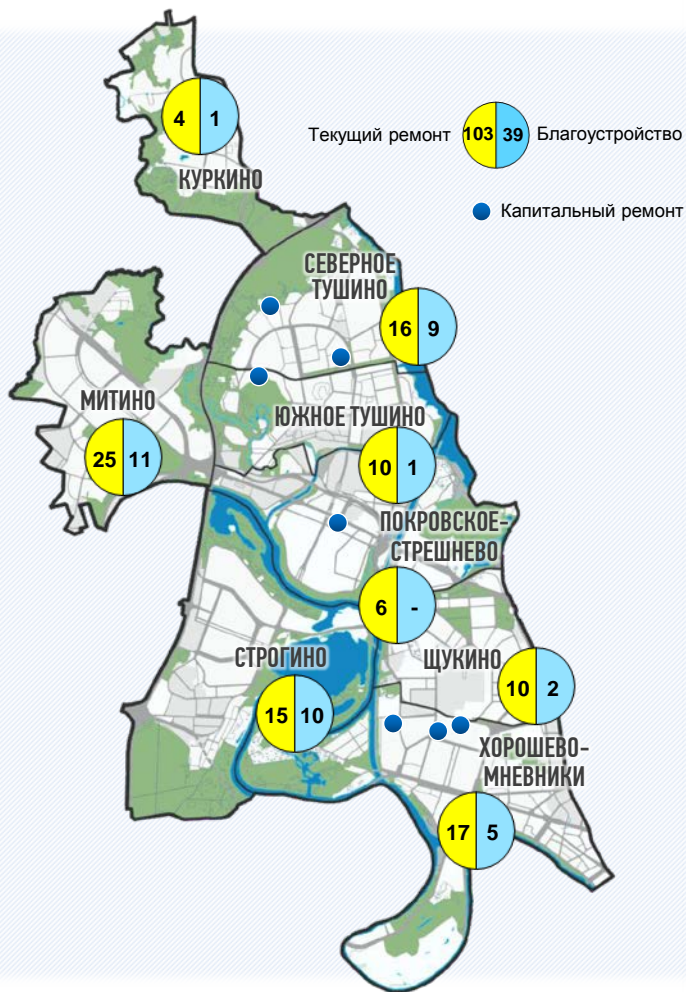 4 1
КУРКИНО
Текущий ремонт 103 39 Благоустройство
Капитальный ремонт
СЕВЕРНОЕ
ТУШИНО
16 9
МИТИНО
25 11
ЮЖНОЕ ТУШИНО
10 1
ПОКРОВСКОЕ-
СТРЕШНЕВО
6 -
СТРОГИНО
15 10
ЩУКИНО
10 2
ХОРОШЕВО-
МНЕВНИКИ
17 5